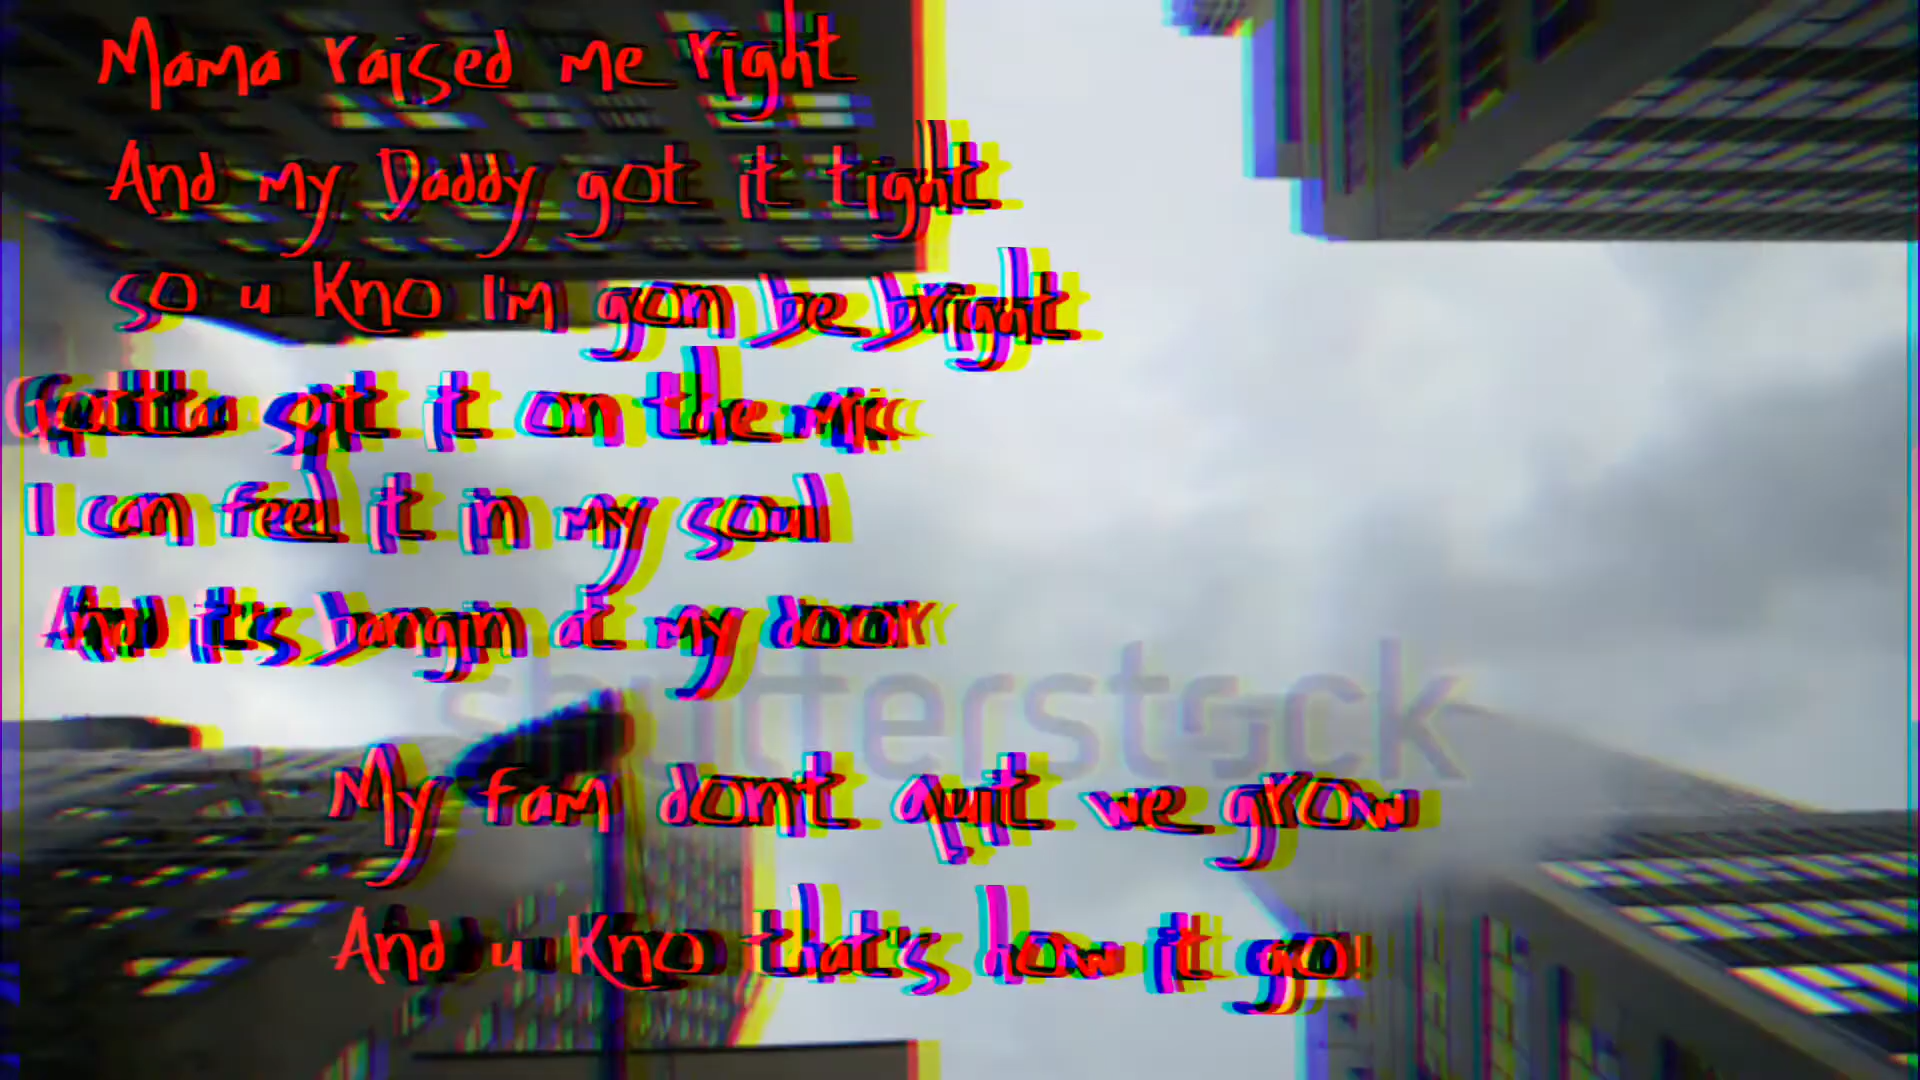 Mama raised me right
And my Daddy got it tight
so u kno I'm gon be bright
Gotta spit it on the mic
I can feel it in my soul
And it's bangin at my door
shutterstock
My fam dont quit we grow
And u kno that's how it go!